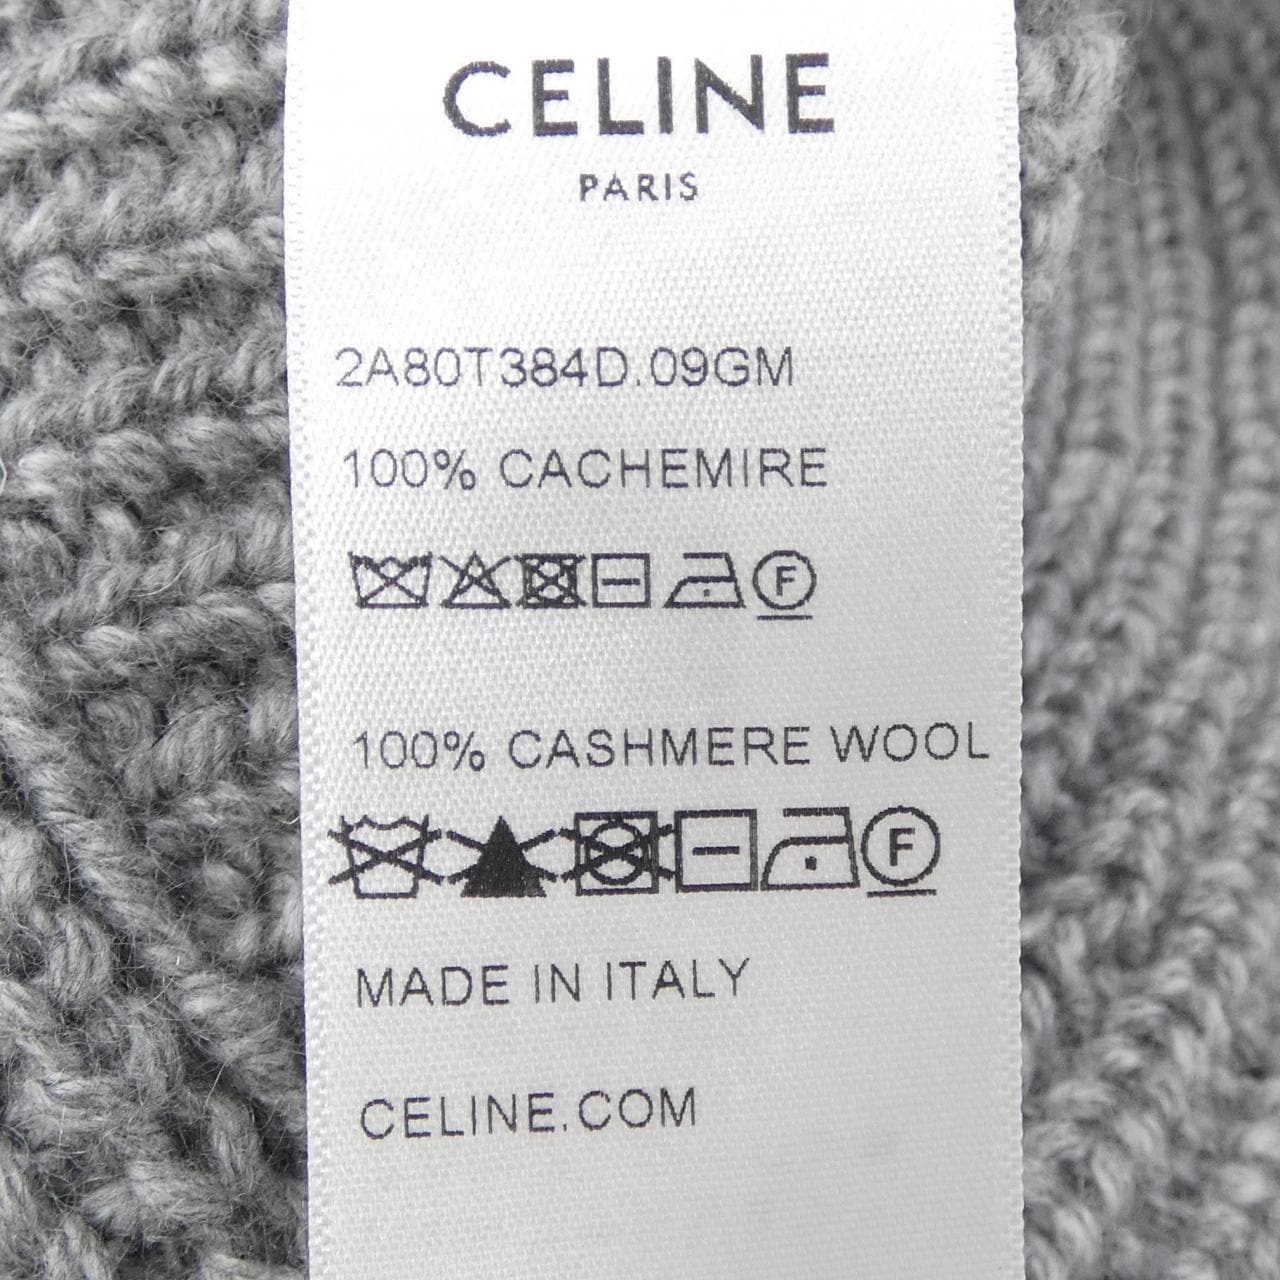 CELINE
PARIS
2A80T384D.09GM
100% CACHEMIRE
F
100% CASHMERE WOOL
F
MADE IN ITALY
CELINE.COM